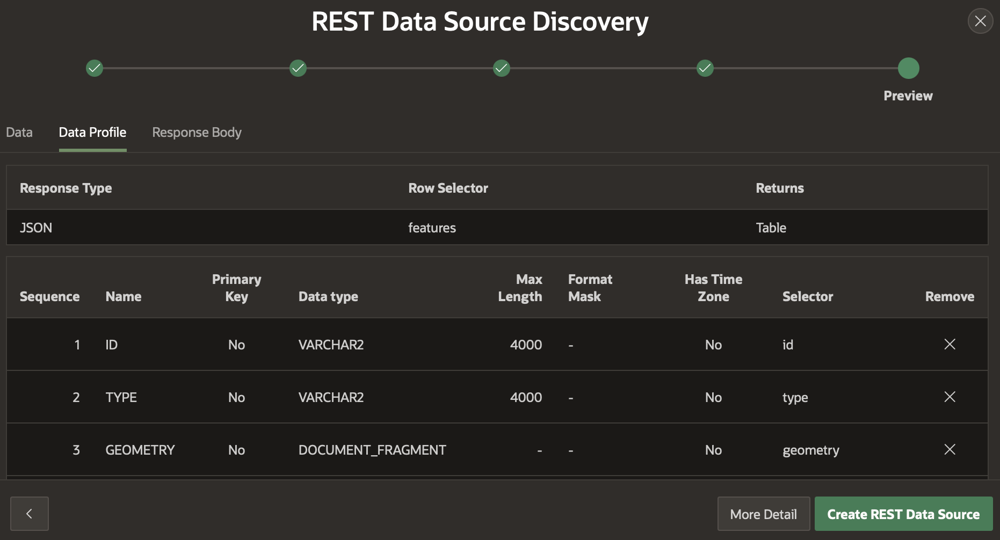 REST Data Source Discovery
Preview
Data Data Profile Response Body
Response Type Row Selector Returns
JSON features Table
Sequence Name Primary Key Data type Max Length Format Mask Has Time Zone Selector Remove
1 ID No VARCHAR2 4000 - No id
2 TYPE No VARCHAR2 4000 - No type
3 GEOMETRY No DOCUMENT_FRAGMENT - - No geometry
More Detail Create REST Data Source